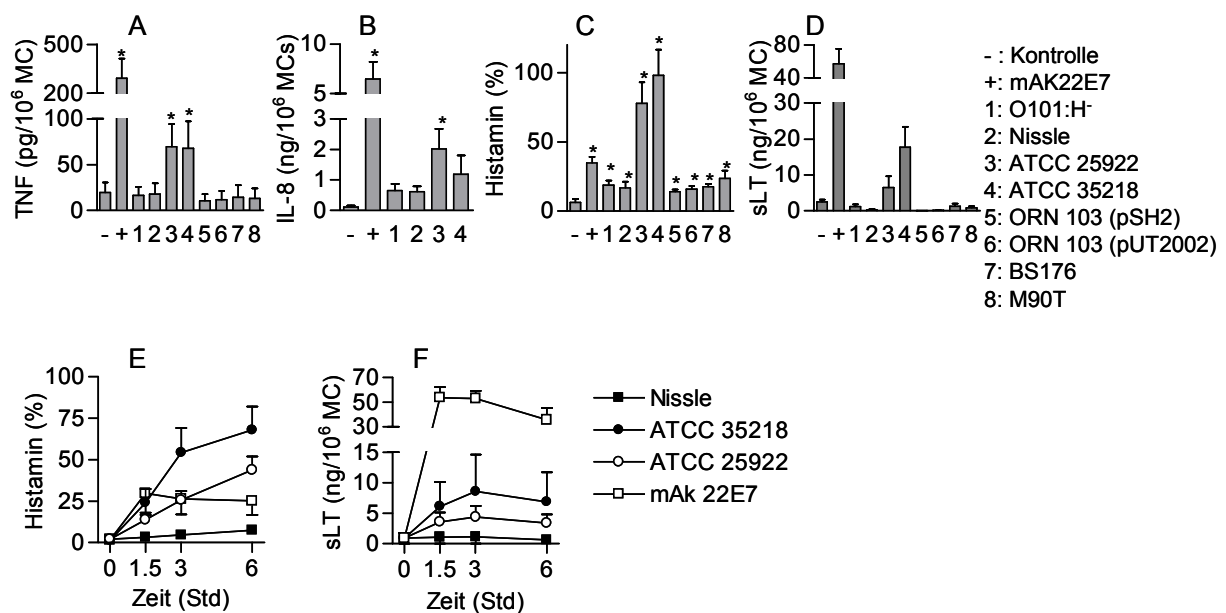 A
TNF (pg/10⁶ MC)
500
200
100
50
0
*
* *
- + 1 2 3 4 5 6 7 8
B
IL-8 (ng/10⁶ MCs)
10
5
3
2
1
0
*
*
- + 1 2 3 4
C
Histamin (%)
100
50
0
* * * * * * * * *
- + 1 2 3 4 5 6 7 8
D
sLT (ng/10⁶ MC)
80
40
30
20
10
0
- + 1 2 3 4 5 6 7 8
- : Kontrolle
+: mAK22E7
1: O101:H⁻
2: Nissle
3: ATCC 25922
4: ATCC 35218
5: ORN 103 (pSH2)
6: ORN 103 (pUT2002)
7: BS176
8: M90T
E
Histamin (%)
100
75
50
25
0
0 1.5 3 6
Zeit (Std)
F
sLT (ng/10⁶ MC)
70
50
30
15
10
5
0
0 1.5 3 6
Zeit (Std)
Nissle
ATCC 35218
ATCC 25922
mAk 22E7